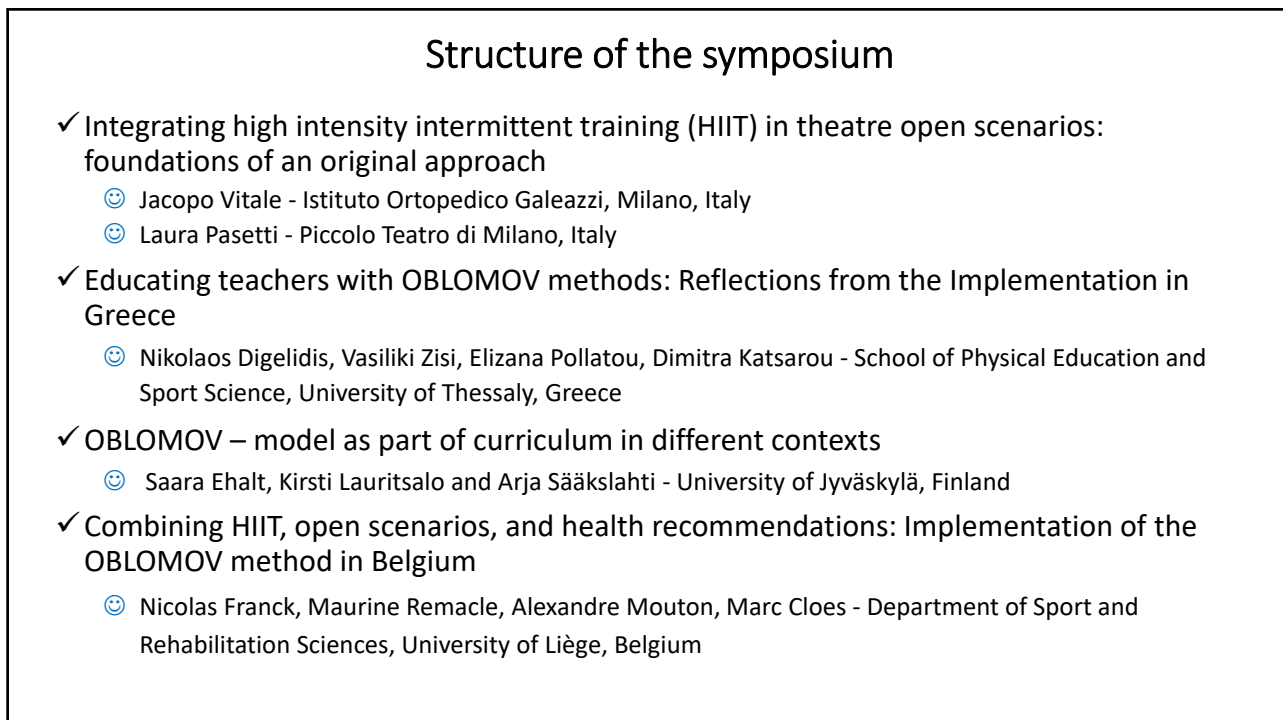 Structure of the symposium
✓ Integrating high intensity intermittent training (HIIT) in theatre open scenarios:
foundations of an original approach
☺ Jacopo Vitale - Istituto Ortopedico Galeazzi, Milano, Italy
☺ Laura Pasetti - Piccolo Teatro di Milano, Italy
✓ Educating teachers with OBLOMOV methods: Reflections from the Implementation in
Greece
☺ Nikolaos Digelidis, Vasiliki Zisi, Elizana Pollatou, Dimitra Katsarou - School of Physical Education and
Sport Science, University of Thessaly, Greece
✓ OBLOMOV – model as part of curriculum in different contexts
☺ Saara Ehalt, Kirsti Lauritsalo and Arja Sääkslahti - University of Jyväskylä, Finland
✓ Combining HIIT, open scenarios, and health recommendations: Implementation of the
OBLOMOV method in Belgium
☺ Nicolas Franck, Maurine Remacle, Alexandre Mouton, Marc Cloes - Department of Sport and
Rehabilitation Sciences, University of Liège, Belgium